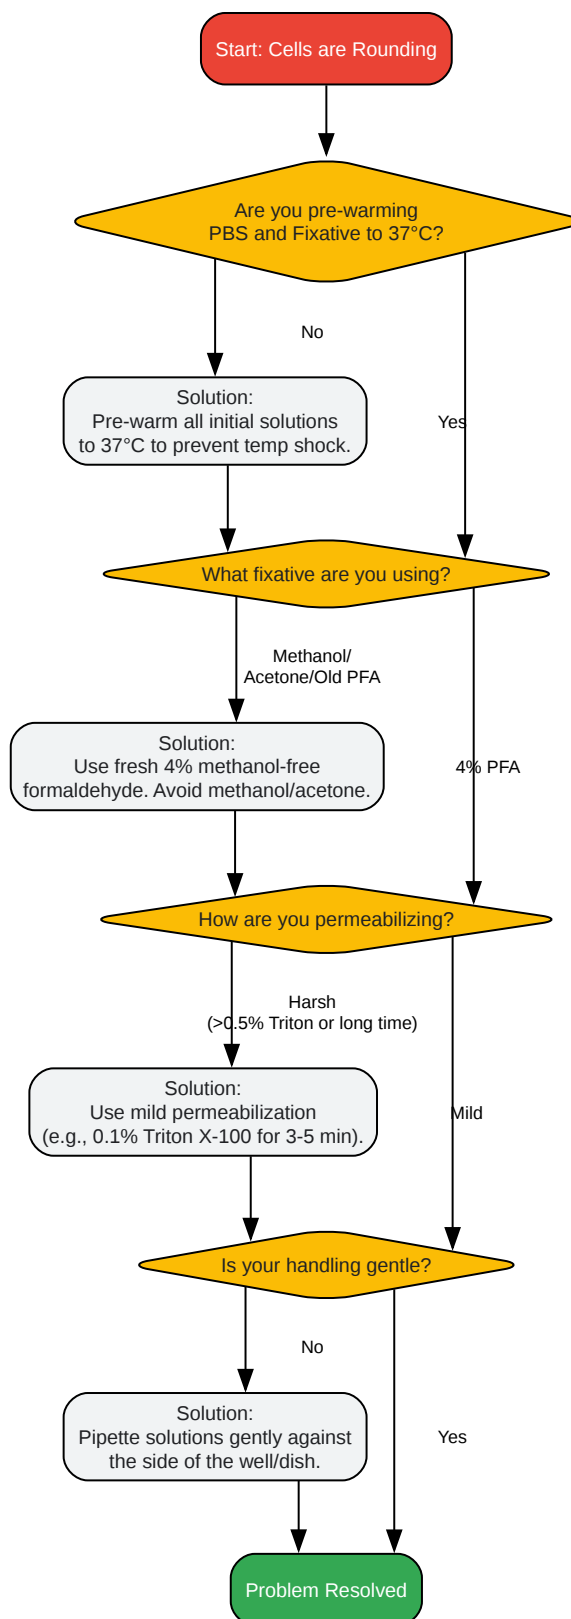 Start: Cells are Rounding
Are you pre-warming
PBS and Fixative to 37°C?
No
Solution:
Pre-warm all initial solutions
to 37°C to prevent temp shock.
Yes
What fixative are you using?
Methanol/
Acetone/Old PFA
Solution:
Use fresh 4% methanol-free
formaldehyde. Avoid methanol/acetone.
4% PFA
How are you permeabilizing?
Harsh
(>0.5% Triton or long time)
Solution:
Use mild permeabilization
(e.g., 0.1% Triton X-100 for 3-5 min).
Mild
Is your handling gentle?
No
Solution:
Pipette solutions gently against
the side of the well/dish.
Yes
Problem Resolved